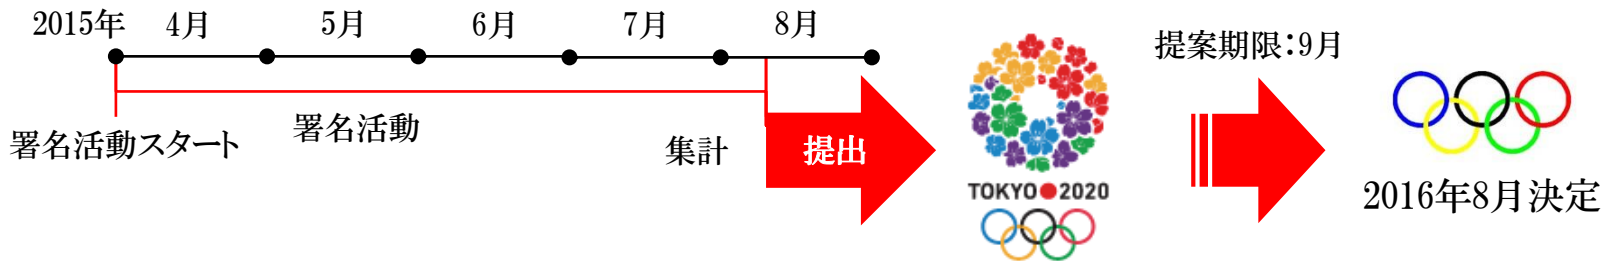 2015年 4月 5月 6月 7月 8月
署名活動スタート
署名活動
集計
提出
TOKYO 2020
提案期限：9月
2016年8月決定